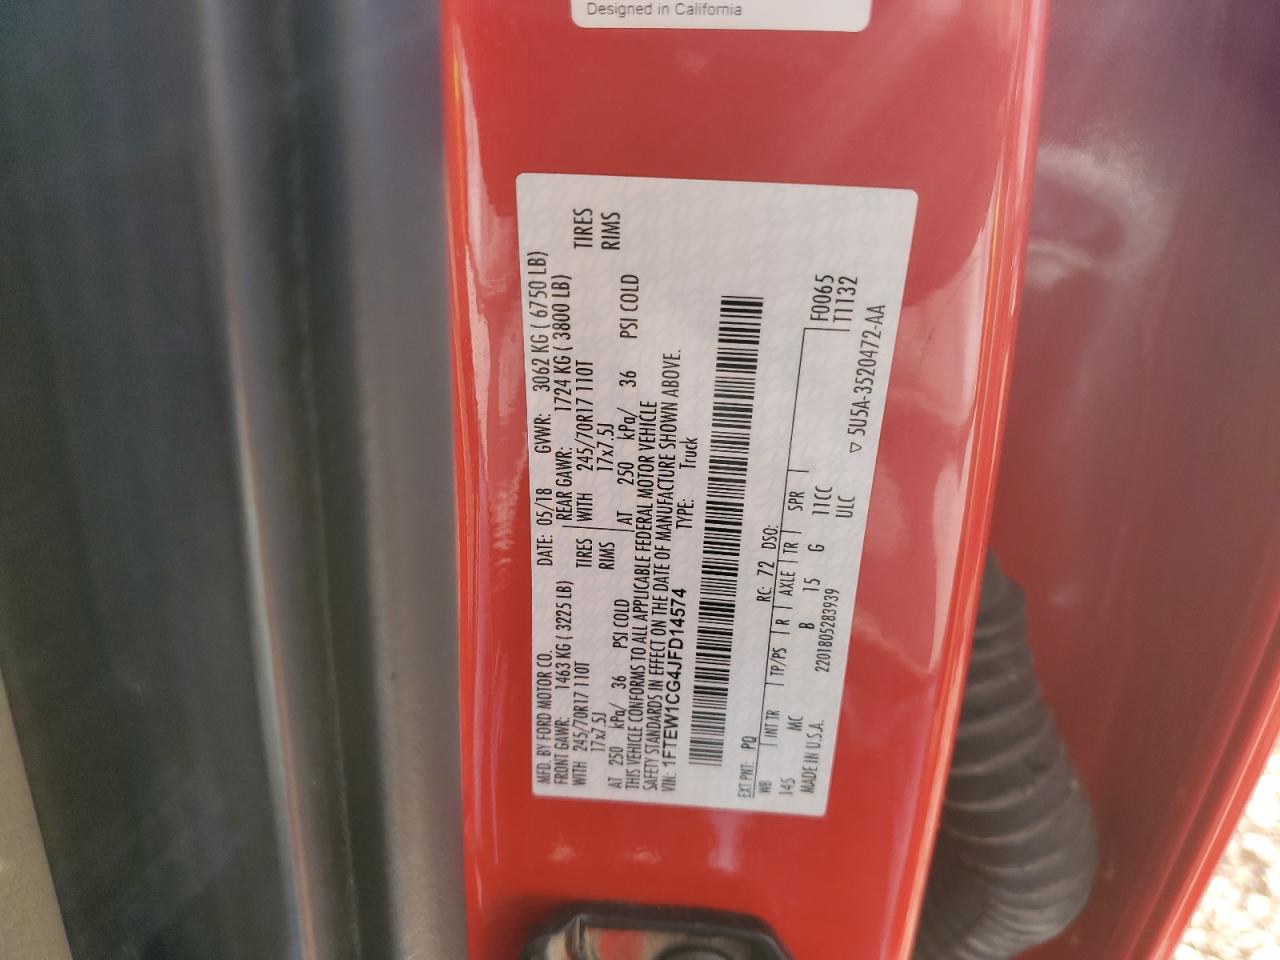 Designed in California
MFD. BY FORD MOTOR CO. DATE: 05/18 GVWR: 3062 KG ( 6750 LB)
FRONT GAWR: 1463 KG ( 3225 LB) REAR GAWR: 1724 KG ( 3800 LB)
WITH 245/70R17 110T TIRES WITH 245/70R17 110T TIRES
17x7.5J RIMS 17x7.5J RIMS
AT 250 kPa/ 36 PSI COLD AT 250 kPa/ 36 PSI COLD
THIS VEHICLE CONFORMS TO ALL APPLICABLE FEDERAL MOTOR VEHICLE
SAFETY STANDARDS IN EFFECT ON THE DATE OF MANUFACTURE SHOWN ABOVE.
VIN: 1FTEW1CG4JFD14574 TYPE: Truck
EXT PNT: PQ RC: 72 DSO:
WB INT TR TP/PS R AXLE TR SPR F0065
145 MC B 15 G 11CC T1132
MADE IN U.S.A. 2201805283939 ULC
▽ 5U5A-3520472-AA